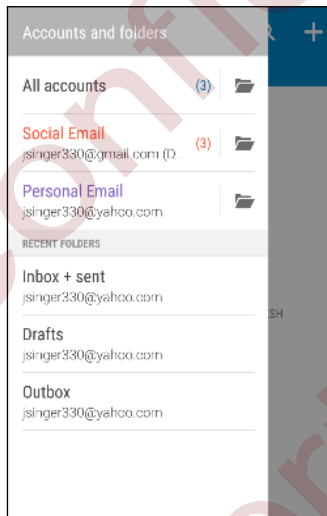 Accounts and folders
All accounts (3)
Social Email (3)
jsinger330@gmail.com (D...
Personal Email
jsinger330@yahoo.com
RECENT FOLDERS
Inbox + sent
jsinger330@yahoo.com
Drafts
jsinger330@yahoo.com
ESH
Outbox
jsinger330@yahoo.com